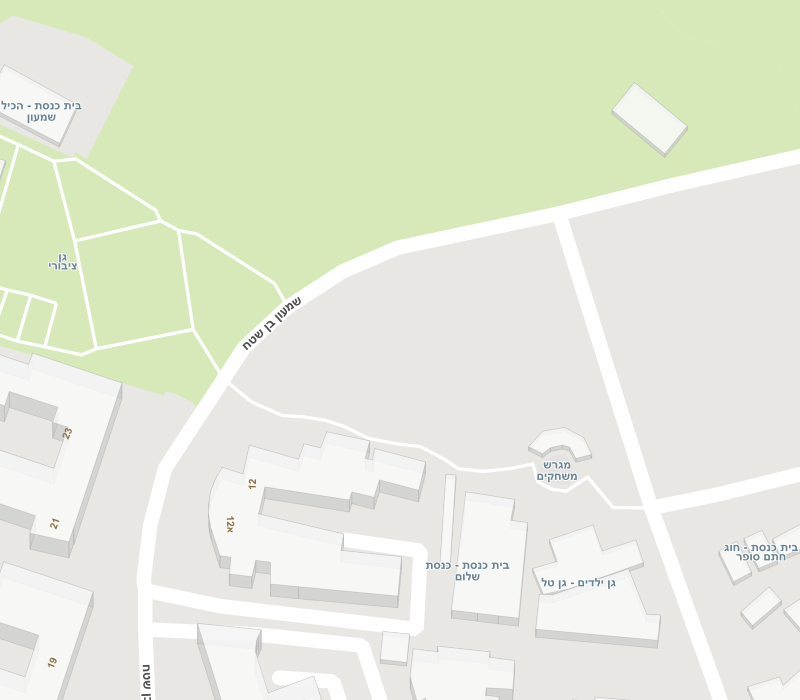 בית כנסת - הכיל
שמעון
גן
ציבורי
שמעון בן שטח
23
21
19
12
12א
מגרש
משחקים
בית כנסת - כנסת
שלום
גן ילדים - גן טל
בית כנסת - חוג
חתם סופר
ן שטח